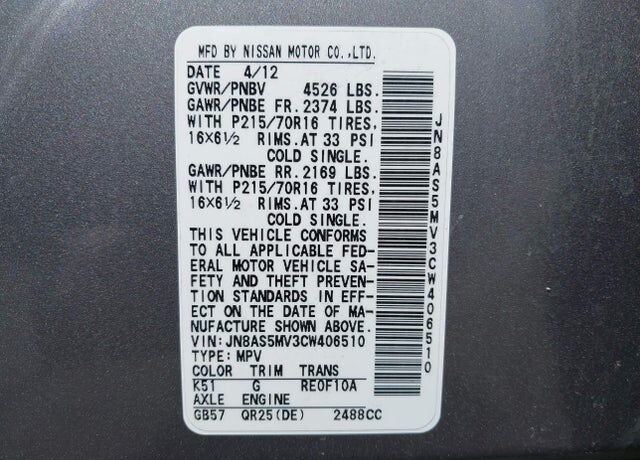 MFD BY NISSAN MOTOR CO.,LTD.
DATE 4/12
GVWR/PNBV 4526 LBS.
GAWR/PNBE FR. 2374 LBS.
WITH P215/70R16 TIRES,
16X6½ RIMS.AT 33 PSI
COLD SINGLE.
GAWR/PNBE RR. 2169 LBS.
WITH P215/70R16 TIRES,
16X6½ RIMS.AT 33 PSI
COLD SINGLE.
THIS VEHICLE CONFORMS
TO ALL APPLICABLE FED-
ERAL MOTOR VEHICLE SA-
FETY AND THEFT PREVEN-
TION STANDARDS IN EFF-
ECT ON THE DATE OF MA-
NUFACTURE SHOWN ABOVE.
VIN:JN8AS5MV3CW406510
TYPE:MPV
COLOR TRIM TRANS
K51 G RE0F10A
AXLE ENGINE
GB57 QR25(DE) 2488CC
JN8AS5MV3CW406510